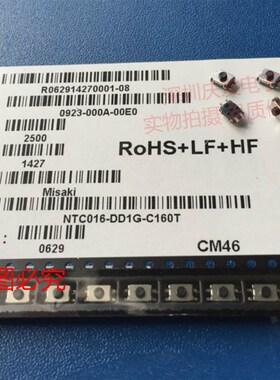 R062914270001-08
0923-000A-00E0
2500
RoHS+LF+HF
1427
Misaki
NTC016-DD1G-C160T
0629
CM46